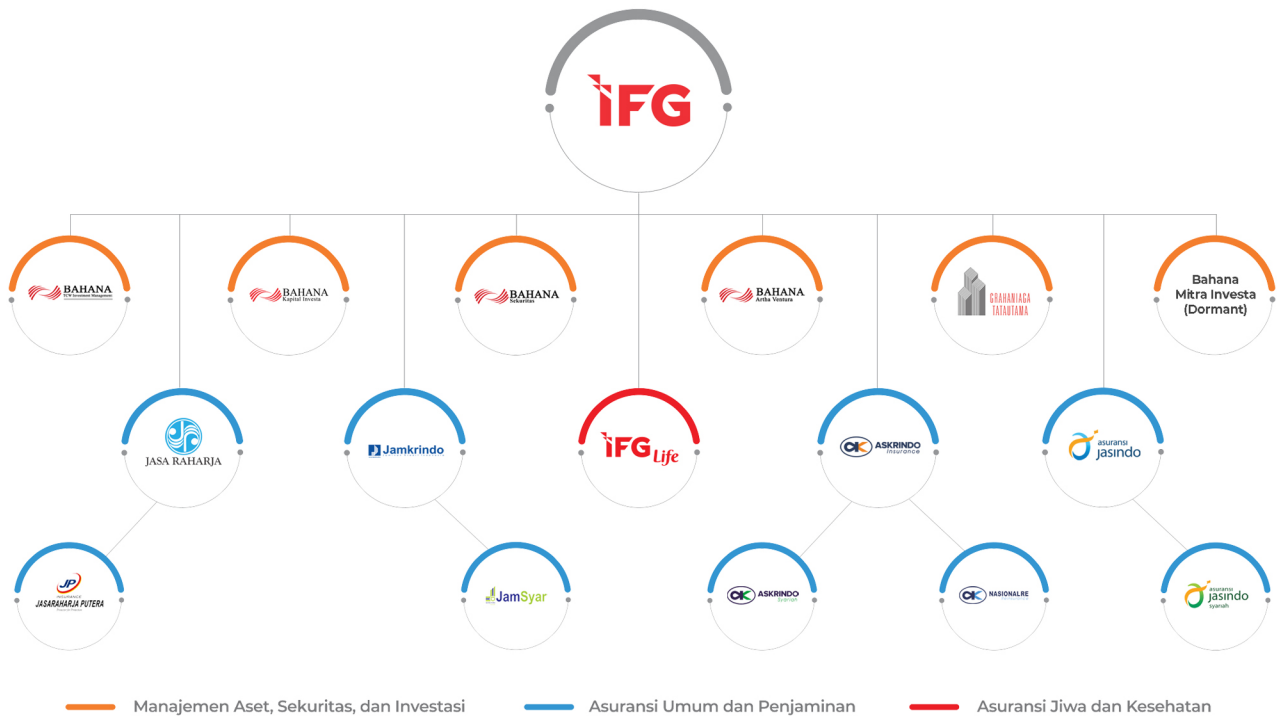 IFG
BAHANA
TCW Investment Management
BAHANA
Kapital Investa
BAHANA
Sekuritas
BAHANA
Artha Ventura
GRAHANIAGA
TATAUTAMA
Bahana
Mitra Investa
(Dormant)
JASA RAHARJA
Jamkrindo
IFG Life
ASKRINDO
Insurance
asuransi
jasindo
JP
INSURANCE
JASARAHARJA PUTERA
JamSyar
ASKRINDO
Syariah
NASIONALRE
asuransi
jasindo
syariah
Manajemen Aset, Sekuritas, dan Investasi
Asuransi Umum dan Penjaminan
Asuransi Jiwa dan Kesehatan